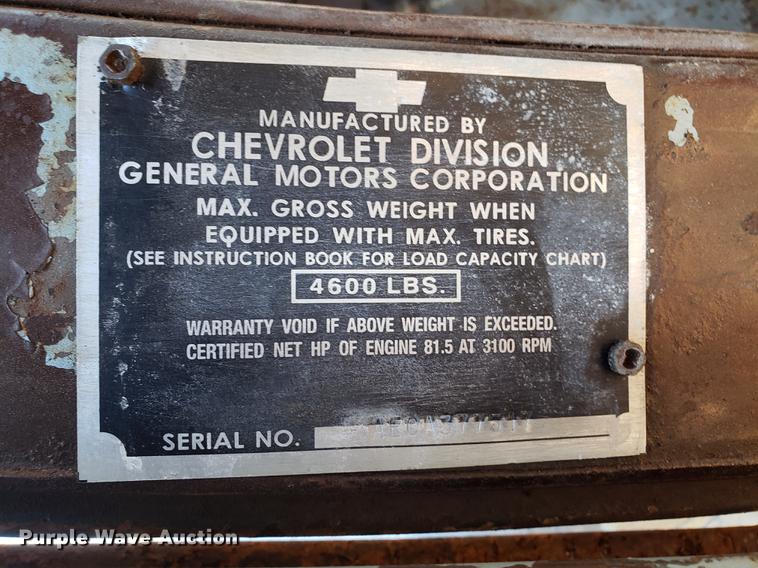 MANUFACTURED BY
CHEVROLET DIVISION
GENERAL MOTORS CORPORATION
MAX. GROSS WEIGHT WHEN
EQUIPPED WITH MAX. TIRES.
(SEE INSTRUCTION BOOK FOR LOAD CAPACITY CHART)
4600 LBS.
WARRANTY VOID IF ABOVE WEIGHT IS EXCEEDED.
CERTIFIED NET HP OF ENGINE 81.5 AT 3100 RPM
SERIAL NO.
Purple Wave Auction